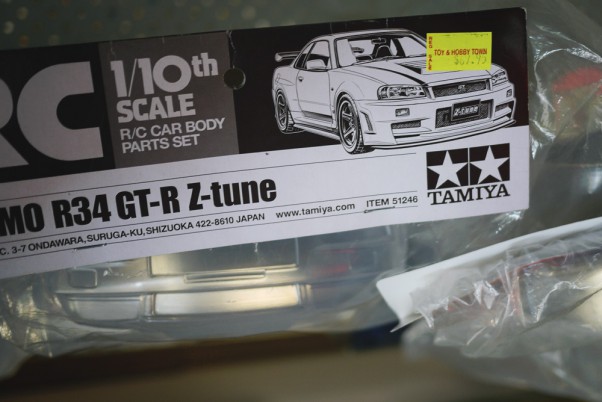 RC
1/10th
SCALE
R/C CAR BODY
PARTS SET
TOY & HOBBY TOWN
Z-tune
MO R34 GT-R Z-tune
C. 3-7 ONDAWARA, SURUGA-KU, SHIZUOKA 422-8610 JAPAN www.tamiya.com ITEM 51246
TAMIYA